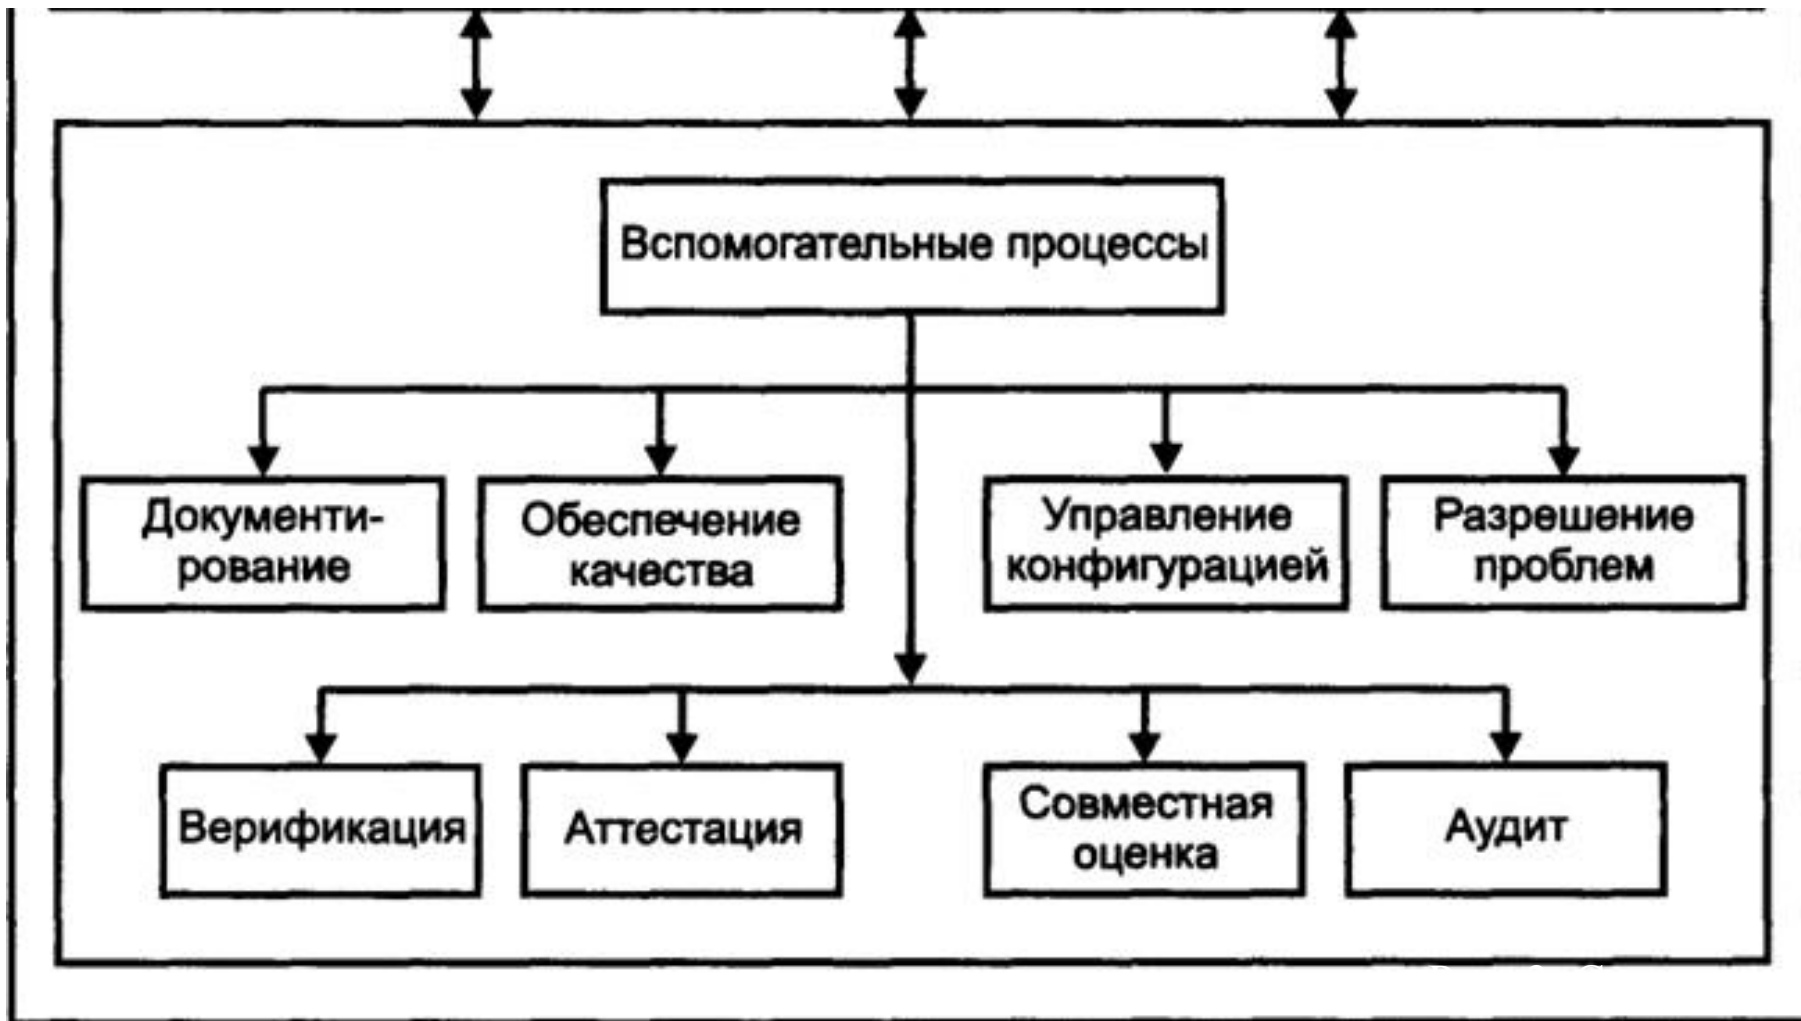 Вспомогательные процессы
Документи-
рование
Обеспечение
качества
Управление
конфигурацией
Разрешение
проблем
Верификация
Аттестация
Совместная
оценка
Аудит